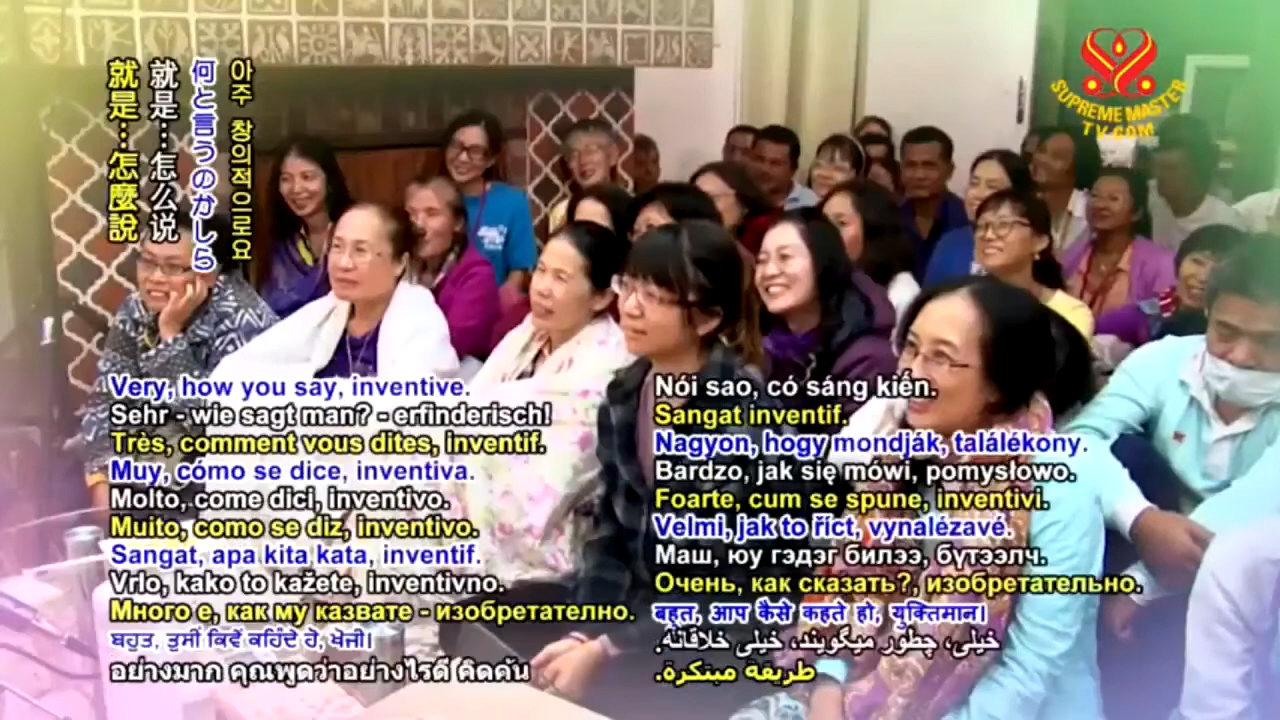 아주 창의적으로요
何と言うのかしら
就是…怎么说
就是…怎麼說
SUPREME MASTER
TV.COM
Very, how you say, inventive.
Sehr - wie sagt man? - erfinderisch!
Très, comment vous dites, inventif.
Muy, cómo se dice, inventiva.
Molto, come dici, inventivo.
Muito, como se diz, inventivo.
Sangat, apa kita kata, inventif.
Vrlo, kako to kažete, inventivno.
Много е, как му казвате - изобретателно.
ਬਹੁਤ, ਤੁਸੀਂ ਕਿਵੇਂ ਕਹਿੰਦੇ ਹੋ, ਖੋਜੀ।
อย่างมาก คุณพูดว่าอย่างไรดี คิดค้น
Nói sao, có sáng kiến.
Sangat inventif.
Nagyon, hogy mondják, találékony.
Bardzo, jak się mówi, pomysłowo.
Foarte, cum se spune, inventivi.
Velmi, jak to říct, vynalézavé.
Маш, юу гэдэг билээ, бүтээлч.
Очень, как сказать?, изобретательно.
बहुत, आप कैसे कहते हो, युक्तिमान।
خیلی، چطور میگویند، خیلی خلاقانه.
طريقة مبتكرة.